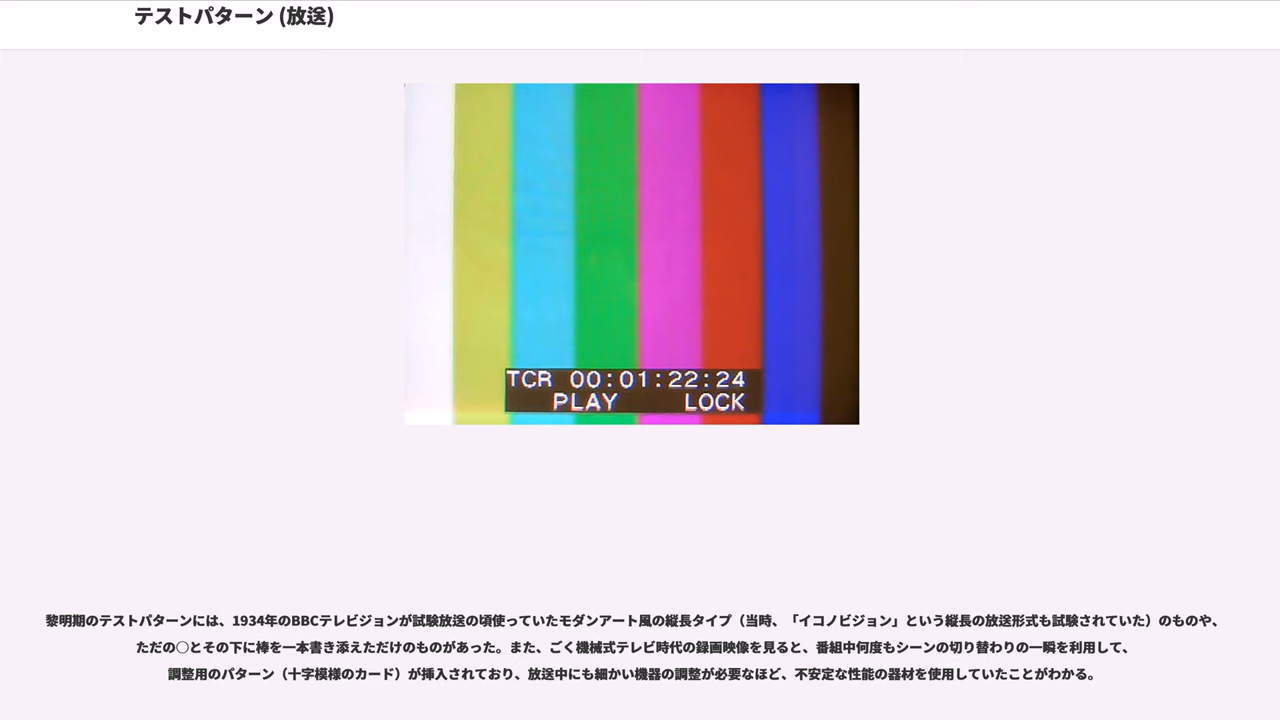 テストパターン (放送)
TCR 00:01:22:24
PLAY LOCK
黎明期のテストパターンには、1934年のBBCテレビジョンが試験放送の頃使っていたモダンアート風の縦長タイプ（当時、「イコノビジョン」という縦長の放送形式も試験されていた）のものや、
ただの○とその下に棒を一本書き添えただけのものがあった。また、ごく機械式テレビ時代の録画映像を見ると、番組中何度もシーンの切り替わりの一瞬を利用して、
調整用のパターン（十字模様のカード）が挿入されており、放送中にも細かい機器の調整が必要なほど、不安定な性能の器材を使用していたことがわかる。